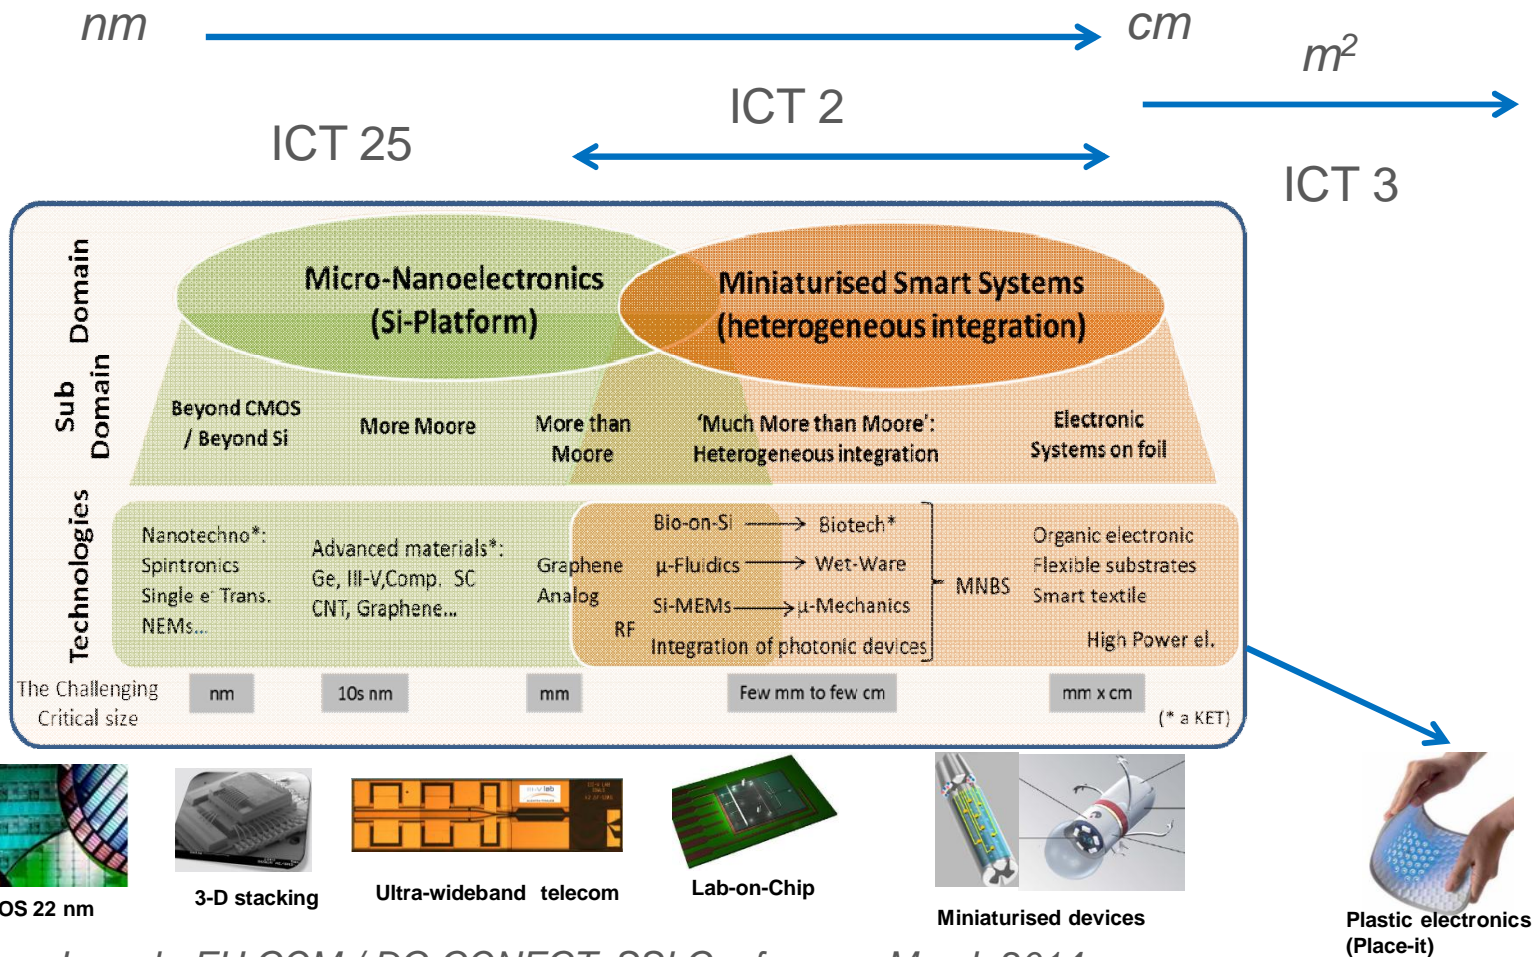 nm
cm
m2
ICT 2
ICT 25
ICT 3
Domain
Micro-Nanoelectronics
(Si-Platform)
Miniaturised Smart Systems
(heterogeneous integration)
Sub
Domain
Beyond CMOS
/ Beyond Si
More Moore
More than
Moore
‘Much More than Moore’:
Heterogeneous integration
Electronic
Systems on foil
Technologies
Nanotechno*:
Spintronics
Single e- Trans.
NEMs...
Advanced materials*:
Ge, III-V,Comp. SC
CNT, Graphene...
Graphene
Analog
RF
Bio-on-Si
Biotech*
μ-Fluidics
Wet-Ware
Si-MEMs
μ-Mechanics
Integration of photonic devices
MNBS
Organic electronic
Flexible substrates
Smart textile
High Power el.
The Challenging
Critical size
nm
10s nm
mm
Few mm to few cm
mm x cm
(* a KET)
OS 22 nm
3-D stacking
Ultra-wideband telecom
Lab-on-Chip
Miniaturised devices
Plastic electronics
(Place-it)